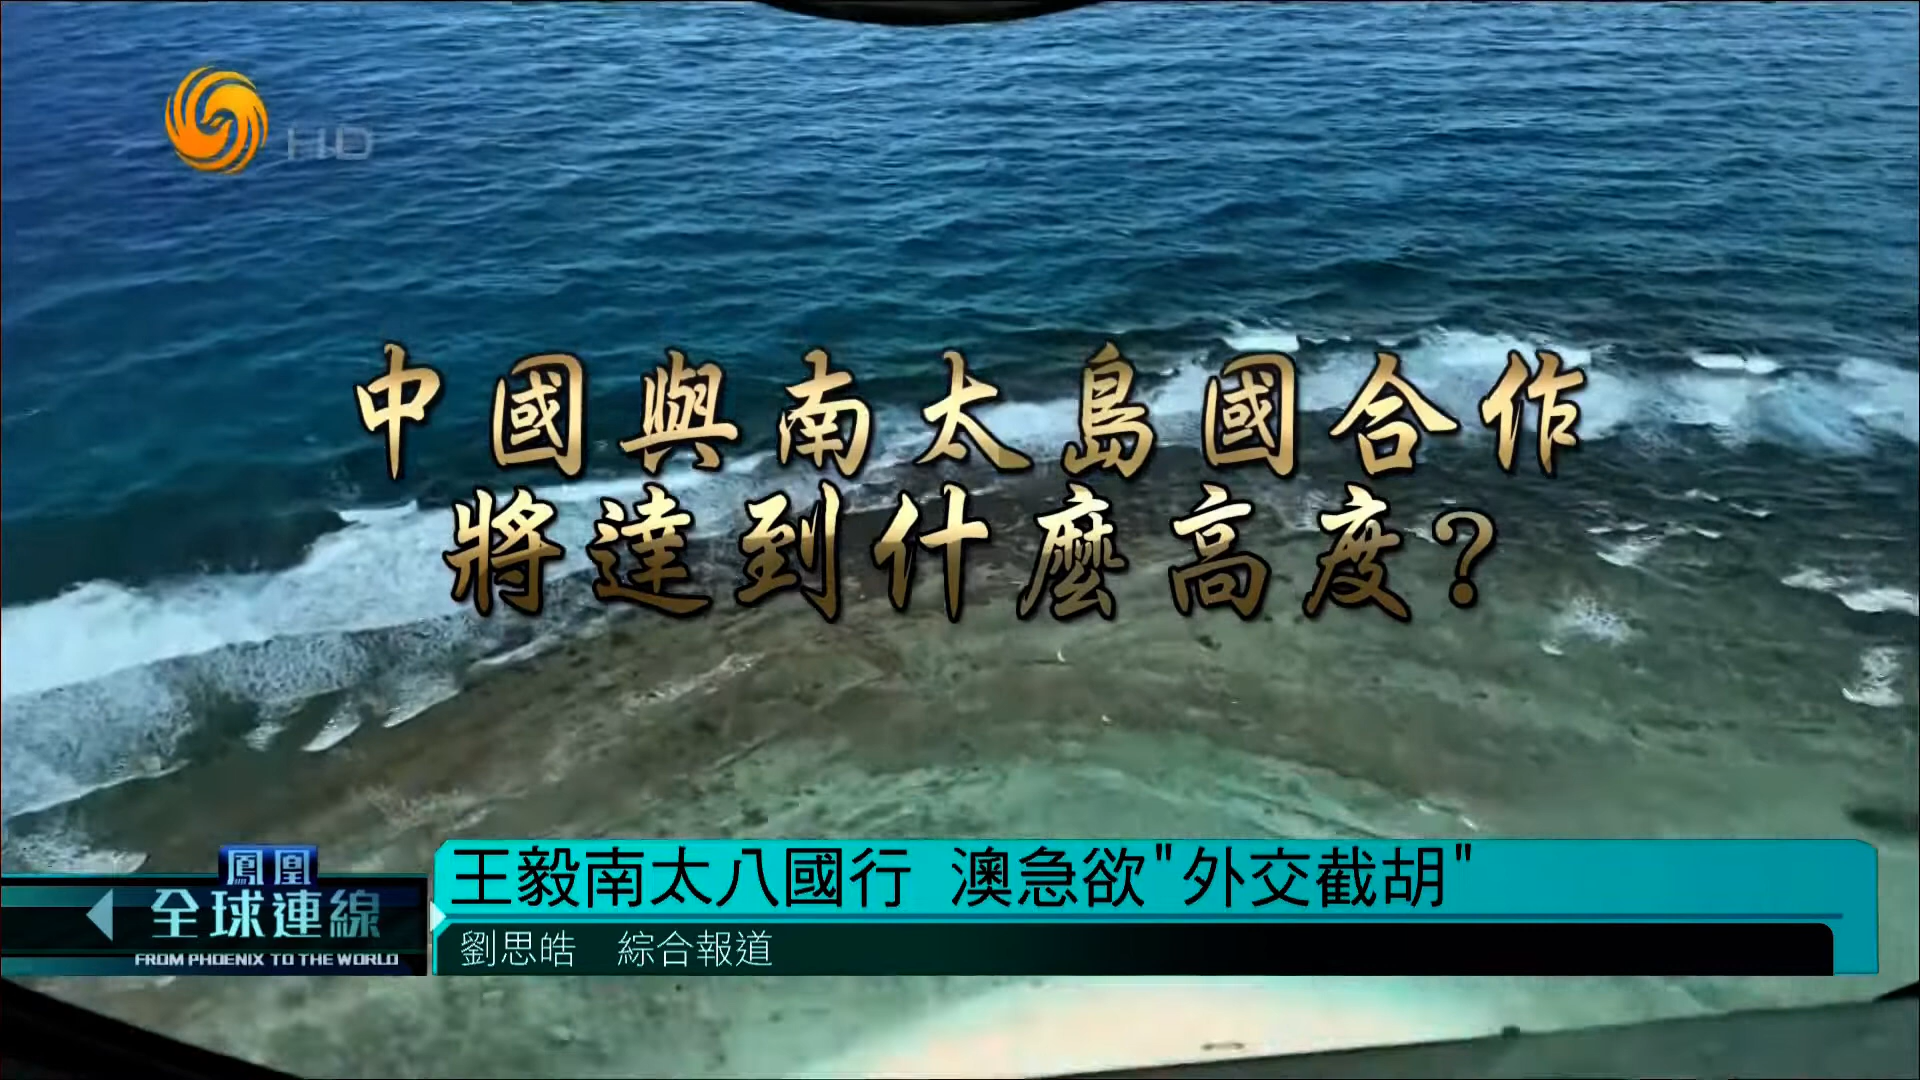 HD
中國與南太島國合作
將達到什麼高度?
鳳凰
全球連線
FROM PHOENIX TO THE WORLD
王毅南太八國行 澳急欲"外交截胡"
劉思皓 綜合報道